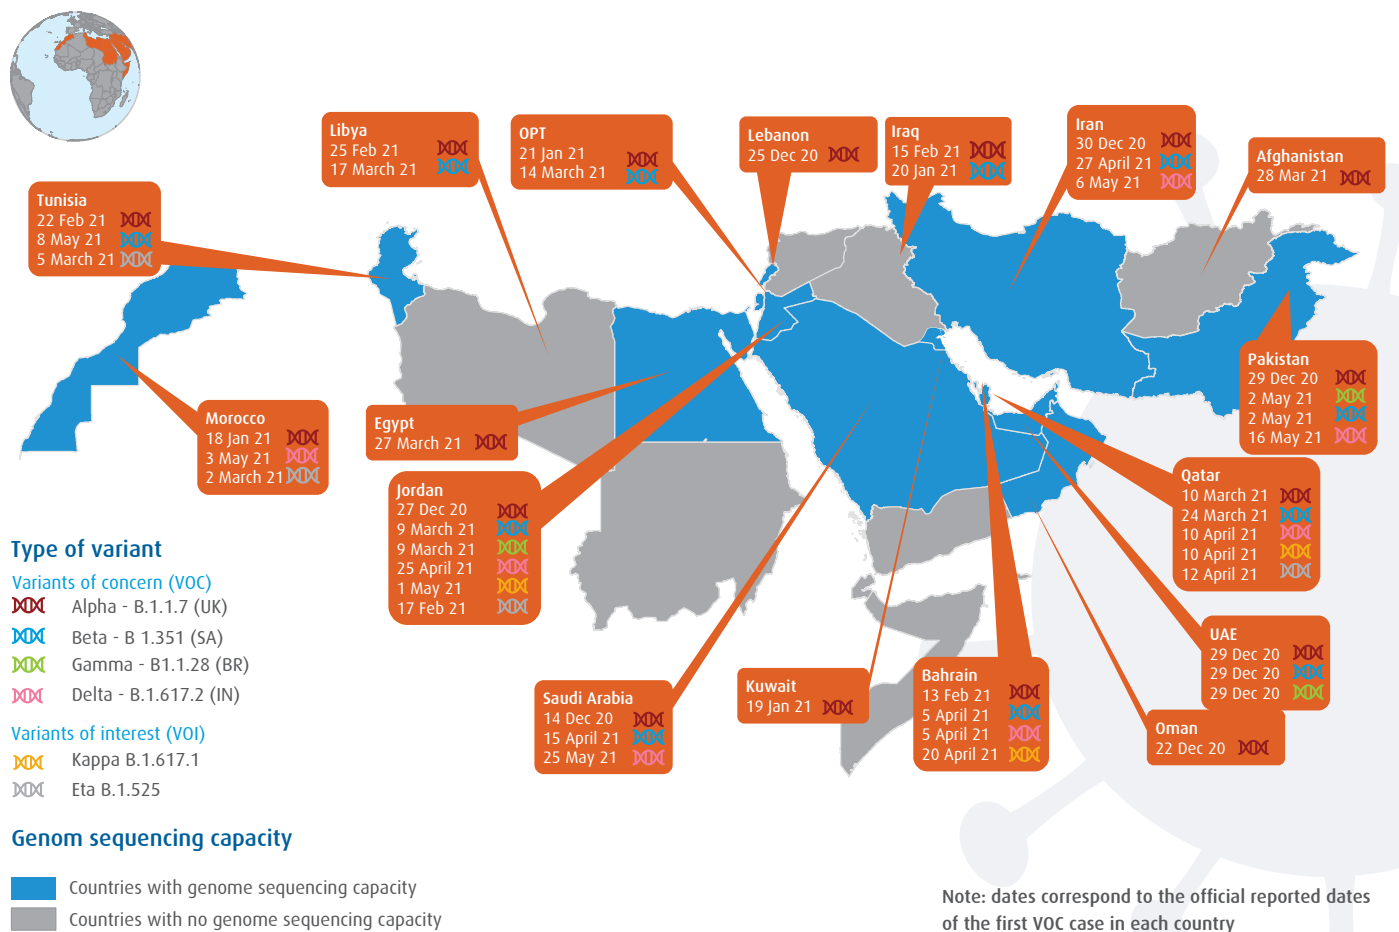 Libya
25 Feb 21
17 March 21
OPT
21 Jan 21
14 March 21
Lebanon
25 Dec 20
Iraq
15 Feb 21
20 Jan 21
Iran
30 Dec 20
27 April 21
6 May 21
Afghanistan
28 Mar 21
Tunisia
22 Feb 21
8 May 21
5 March 21
Pakistan
29 Dec 20
2 May 21
2 May 21
16 May 21
Morocco
18 Jan 21
3 May 21
2 March 21
Egypt
27 March 21
Jordan
27 Dec 20
9 March 21
9 March 21
25 April 21
1 May 21
17 Feb 21
Qatar
10 March 21
24 March 21
10 April 21
10 April 21
12 April 21
UAE
29 Dec 20
29 Dec 20
29 Dec 20
Saudi Arabia
14 Dec 20
15 April 21
25 May 21
Kuwait
19 Jan 21
Bahrain
13 Feb 21
5 April 21
5 April 21
20 April 21
Oman
22 Dec 20
Type of variant
Variants of concern (VOC)
Alpha - B.1.1.7 (UK)
Beta - B 1.351 (SA)
Gamma - B1.1.28 (BR)
Delta - B.1.617.2 (IN)
Variants of interest (VOI)
Kappa B.1.617.1
Eta B.1.525
Genom sequencing capacity
Countries with genome sequencing capacity
Countries with no genome sequencing capacity
Note: dates correspond to the official reported dates
of the first VOC case in each country